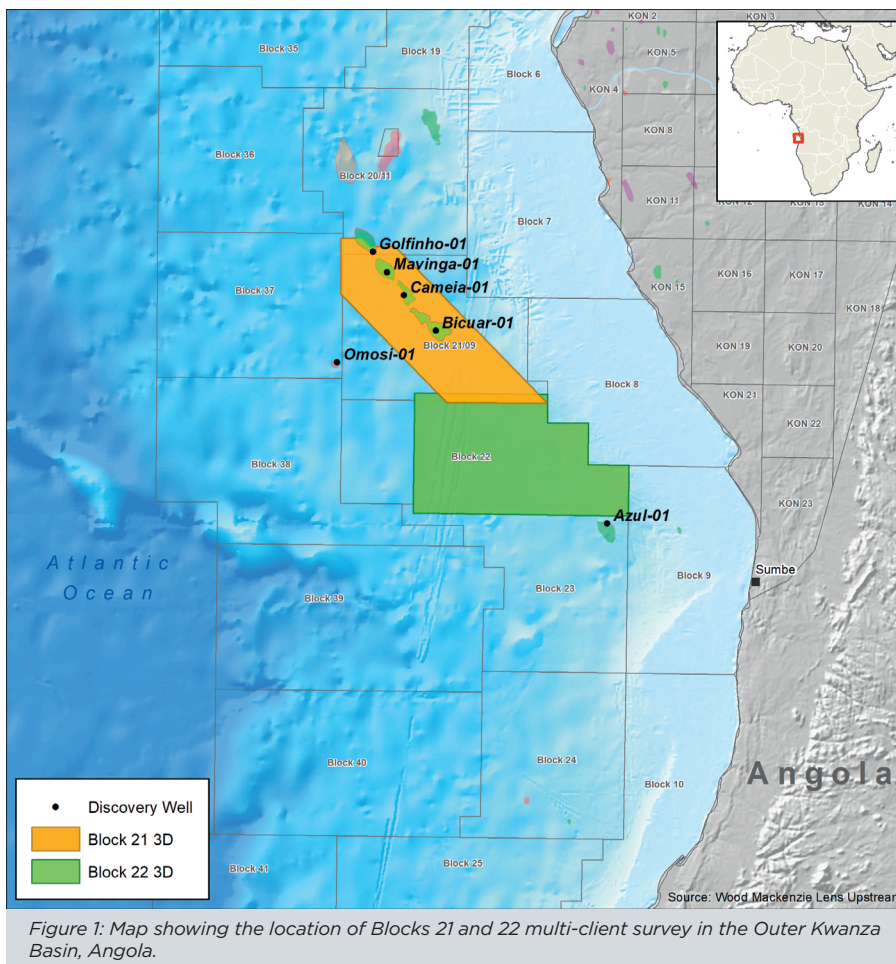 KON 2
KON 3
Block 35
Block 19
KON 5
Block 6
KON 4
KON 8
Block 36
Block 20/11
KON 11
Block 7
Golfinho-01
Mavinga-01
KON 15
KON 16
KON 17
Cameia-01
Block 37
KON 18
Bicuar-01
Block 21/09
KON 19
KON 20
Omosi-01
Block 8
KON 21
KON 22
Block 22
Block 38
KON 23
Azul-01
Atlantic
Ocean
Sumbe
Block 9
Block 23
Block 39
Block 40
Block 24
Angola
Block 10
Discovery Well
Block 21 3D
Block 22 3D
Block 41
Block 25
Source: Wood Mackenzie Lens Upstream
Figure 1: Map showing the location of Blocks 21 and 22 multi-client survey in the Outer Kwanza
Basin, Angola.